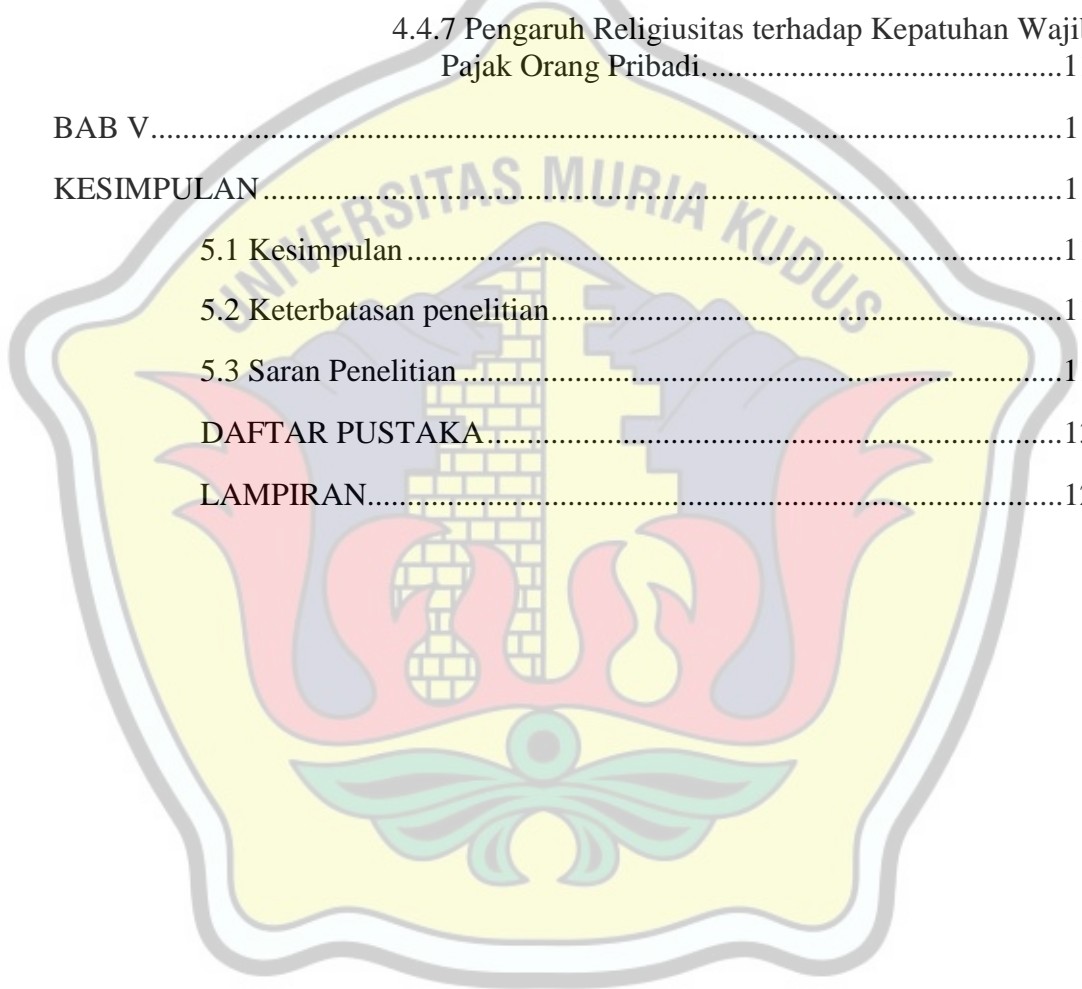 4.4.7 Pengaruh Religiusitas terhadap Kepatuhan
Pajak Orang Pribadi.......................................1
BAB V...........................................................1
KESIMPULAN...............................................1
UNIVERSITAS MURIA KUDUS
5.1 Kesimpulan.............................................1
5.2 Keterbatasan penelitian..........................1
5.3 Saran Penelitian......................................1
DAFTAR PUSTAKA.....................................
LAMPIRAN....................................................